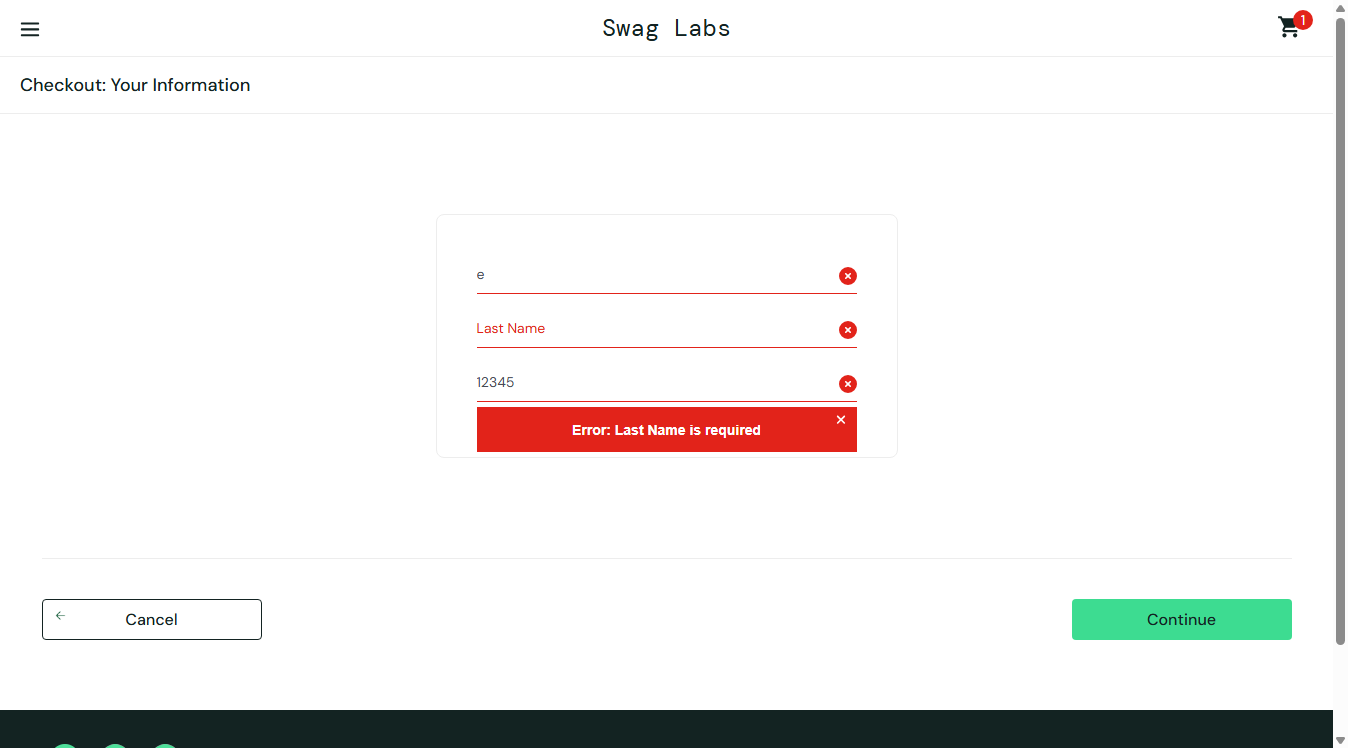 Swag Labs
1
Checkout: Your Information
e
Last Name
12345
Error: Last Name is required
Cancel
Continue